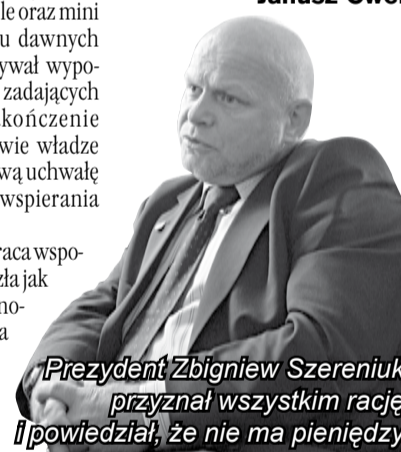 le oraz mini
u dawnych
ywał wypo-
zadających
kończenie
wie władze
wą uchwałę
wspierania
raca wspo-
zła jak
no-
a
Prezydent Zbigniew Szereniuk
przyznał wszystkim rację
i powiedział, że nie ma pieniędzy